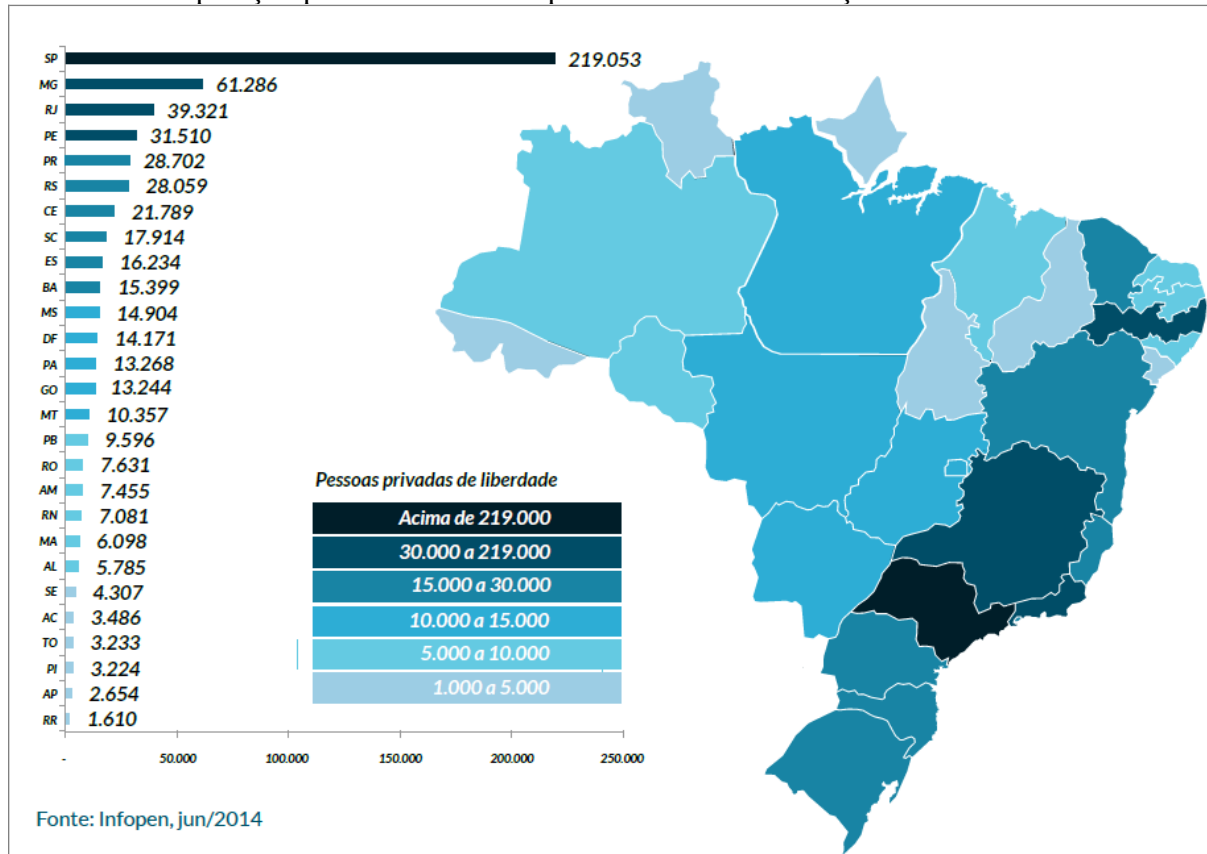 SP 219.053
MG 61.286
RJ 39.321
PE 31.510
PR 28.702
RS 28.059
CE 21.789
SC 17.914
ES 16.234
BA 15.399
MS 14.904
DF 14.171
PA 13.268
GO 13.244
MT 10.357
PB 9.596
RO 7.631
AM 7.455
RN 7.081
MA 6.098
AL 5.785
SE 4.307
AC 3.486
TO 3.233
PI 3.224
AP 2.654
RR 1.610
- 50.000 100.000 150.000 200.000 250.000
Pessoas privadas de liberdade
Acima de 219.000
30.000 a 219.000
15.000 a 30.000
10.000 a 15.000
5.000 a 10.000
1.000 a 5.000
Fonte: Infopen, jun/2014